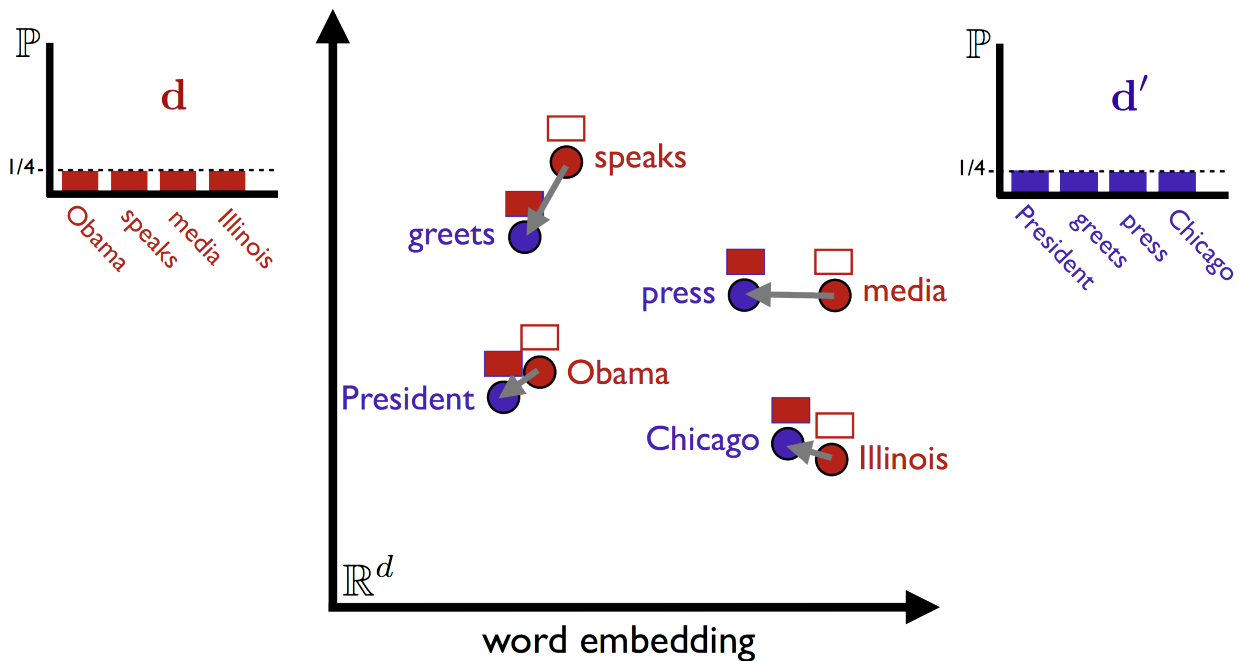 ℙ
d
1/4
Obama
speaks
media
Illinois
speaks
greets
press
media
Obama
President
Chicago
Illinois
ℝᵈ
word embedding
ℙ
d′
1/4
President
greets
press
Chicago